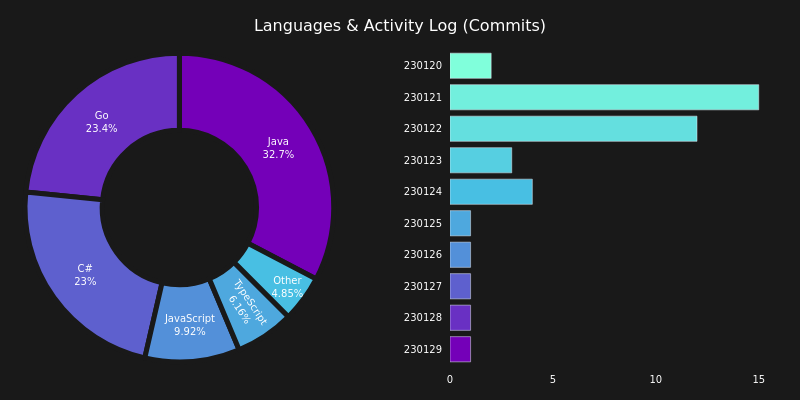 Languages & Activity Log (Commits)
Java
32.7%
Go
23.4%
C#
23%
JavaScript
9.92%
TypeScript
6.16%
Other
4.85%
230120
230121
230122
230123
230124
230125
230126
230127
230128
230129
0
5
10
15